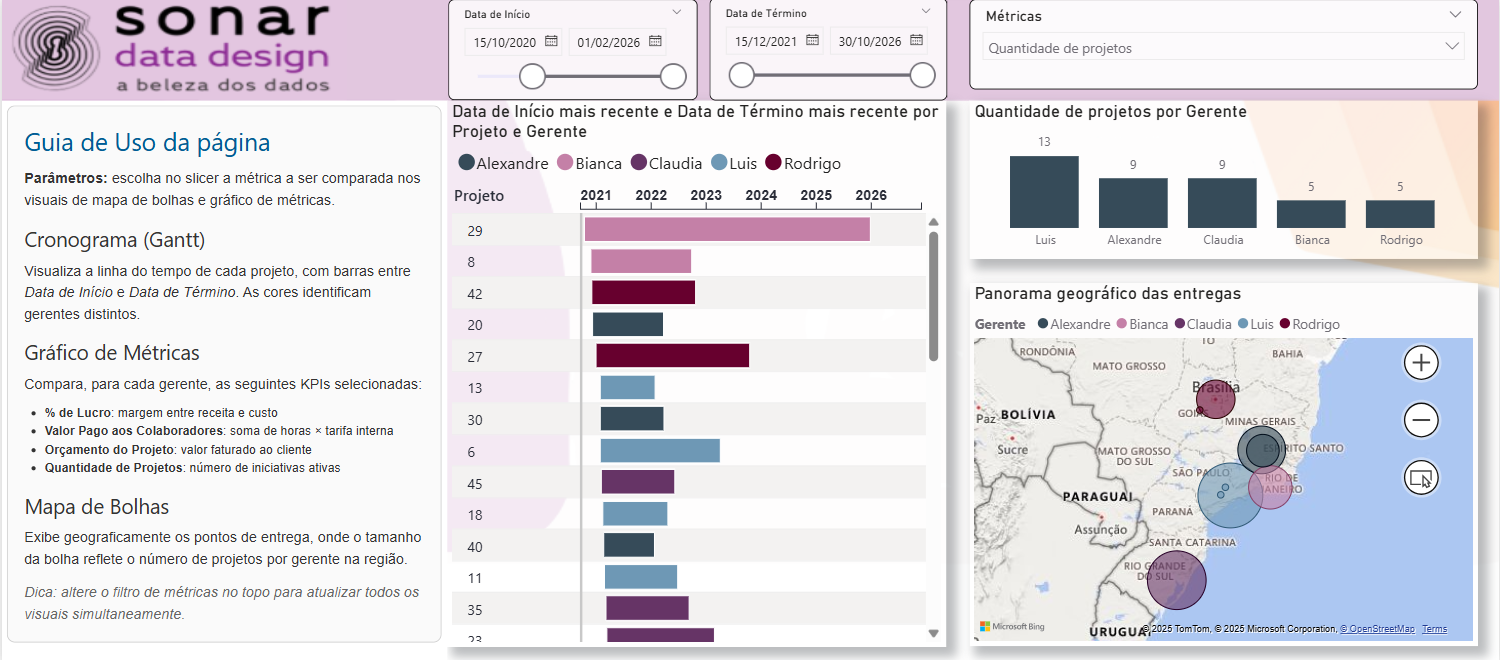 sonar
data design
a beleza dos dados
Data de Início
15/10/2020
01/02/2026
Data de Término
15/12/2021
30/10/2026
Métricas
Quantidade de projetos
Guia de Uso da página
Parâmetros: escolha no slicer a métrica a ser comparada nos
visuais de mapa de bolhas e gráfico de métricas.
Cronograma (Gantt)
Visualiza a linha do tempo de cada projeto, com barras entre
Data de Início e Data de Término. As cores identificam
gerentes distintos.
Gráfico de Métricas
Compara, para cada gerente, as seguintes KPIs selecionadas:
• % de Lucro: margem entre receita e custo
• Valor Pago aos Colaboradores: soma de horas × tarifa interna
• Orçamento do Projeto: valor faturado ao cliente
• Quantidade de Projetos: número de iniciativas ativas
Mapa de Bolhas
Exibe geograficamente os pontos de entrega, onde o tamanho
da bolha reflete o número de projetos por gerente na região.
Dica: altere o filtro de métricas no topo para atualizar todos os
visuais simultaneamente.
Data de Início mais recente e Data de Término mais recente por
Projeto e Gerente
Alexandre Bianca Claudia Luis Rodrigo
Projeto 2021 2022 2023 2024 2025 2026
29
8
42
20
27
13
30
6
45
18
40
11
35
23
Quantidade de projetos por Gerente
13 9 9 5 5
Luis Alexandre Claudia Bianca Rodrigo
Panorama geográfico das entregas
Gerente Alexandre Bianca Claudia Luis Rodrigo
TO
RONDÔNIA
BAHIA
MATO GROSSO
Brasília
GOIÁS
Paz
BOLÍVIA
MINAS GERAIS
Sucre
MATO GROSSO
DO SUL
ESPÍRITO SANTO
SÃO PAULO
RIO DE
JANEIRO
PARAGUAI
PARANÁ
Assunção
SANTA CATARINA
RIO GRANDE
DO SUL
URUGUAI
Microsoft Bing
© 2025 TomTom, © 2025 Microsoft Corporation, © OpenStreetMap Terms